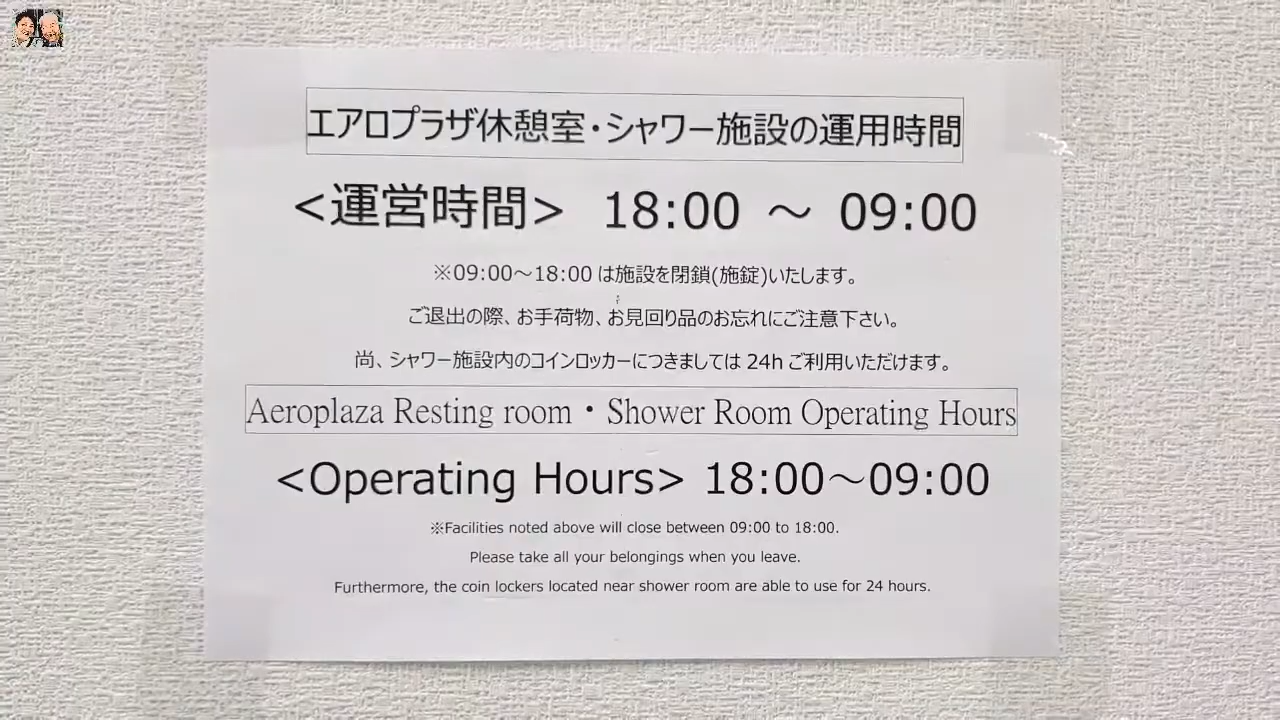 エアロプラザ休憩室・シャワー施設の運用時間
<運営時間> 18:00 ～ 09:00
※09:00～18:00 は施設を閉鎖(施錠)いたします。
ご退出の際、お手荷物、お見回り品のお忘れにご注意下さい。
尚、シャワー施設内のコインロッカーにつきましては 24h ご利用いただけます。
Aeroplaza Resting room・Shower Room Operating Hours
<Operating Hours> 18:00～09:00
※Facilities noted above will close between 09:00 to 18:00.
Please take all your belongings when you leave.
Furthermore, the coin lockers located near shower room are able to use for 24 hours.